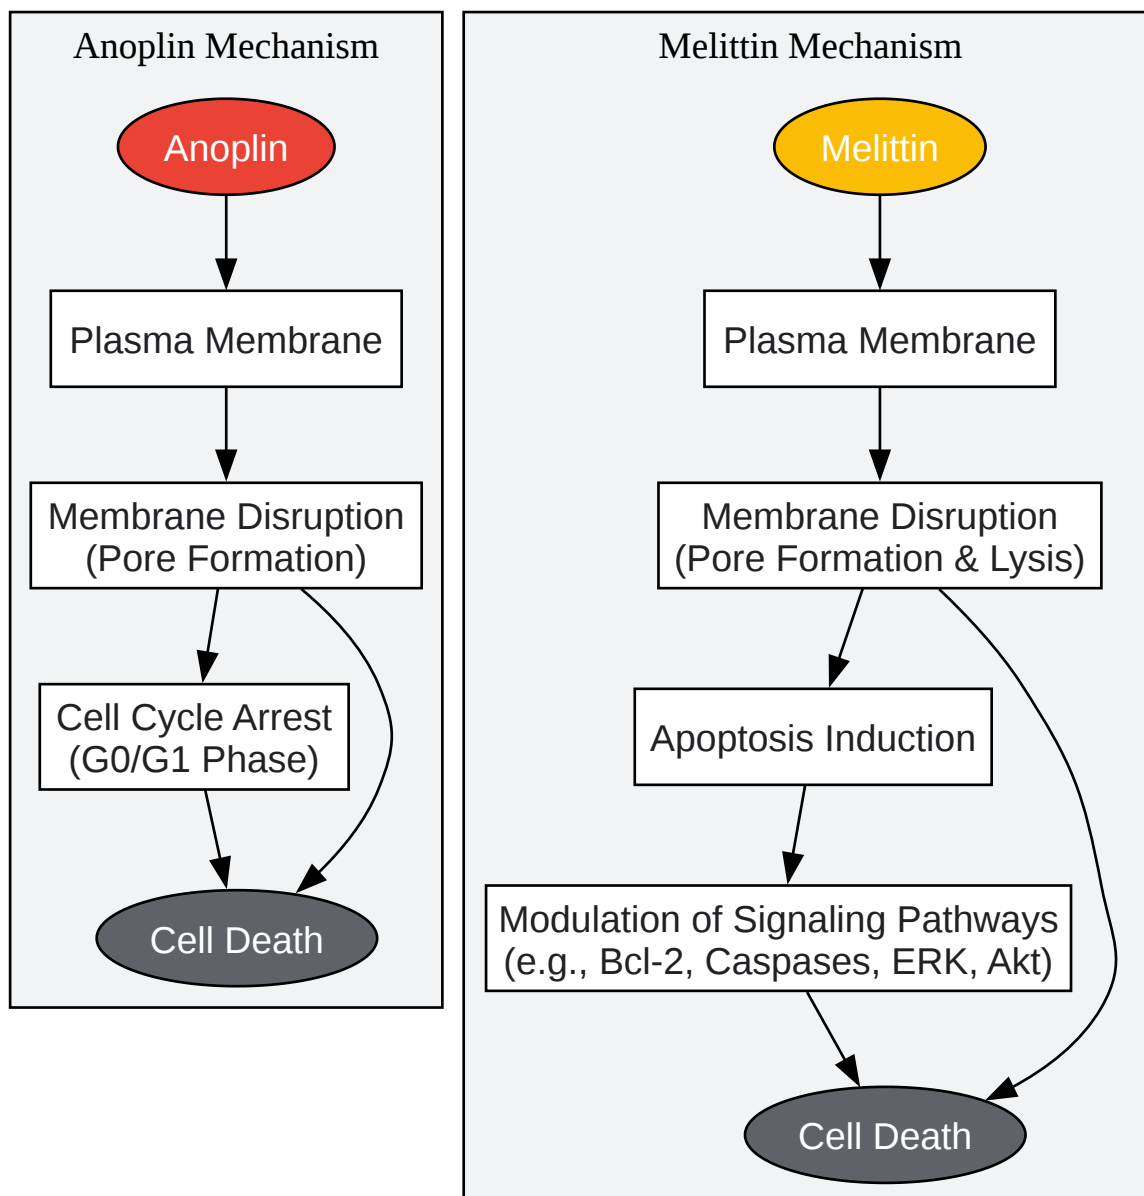 Anoplin Mechanism
Anoplin
Plasma Membrane
Membrane Disruption
(Pore Formation)
Cell Cycle Arrest
(G0/G1 Phase)
Cell Death
Melittin Mechanism
Melittin
Plasma Membrane
Membrane Disruption
(Pore Formation & Lysis)
Apoptosis Induction
Modulation of Signaling Pathways
(e.g., Bcl-2, Caspases, ERK, Akt)
Cell Death